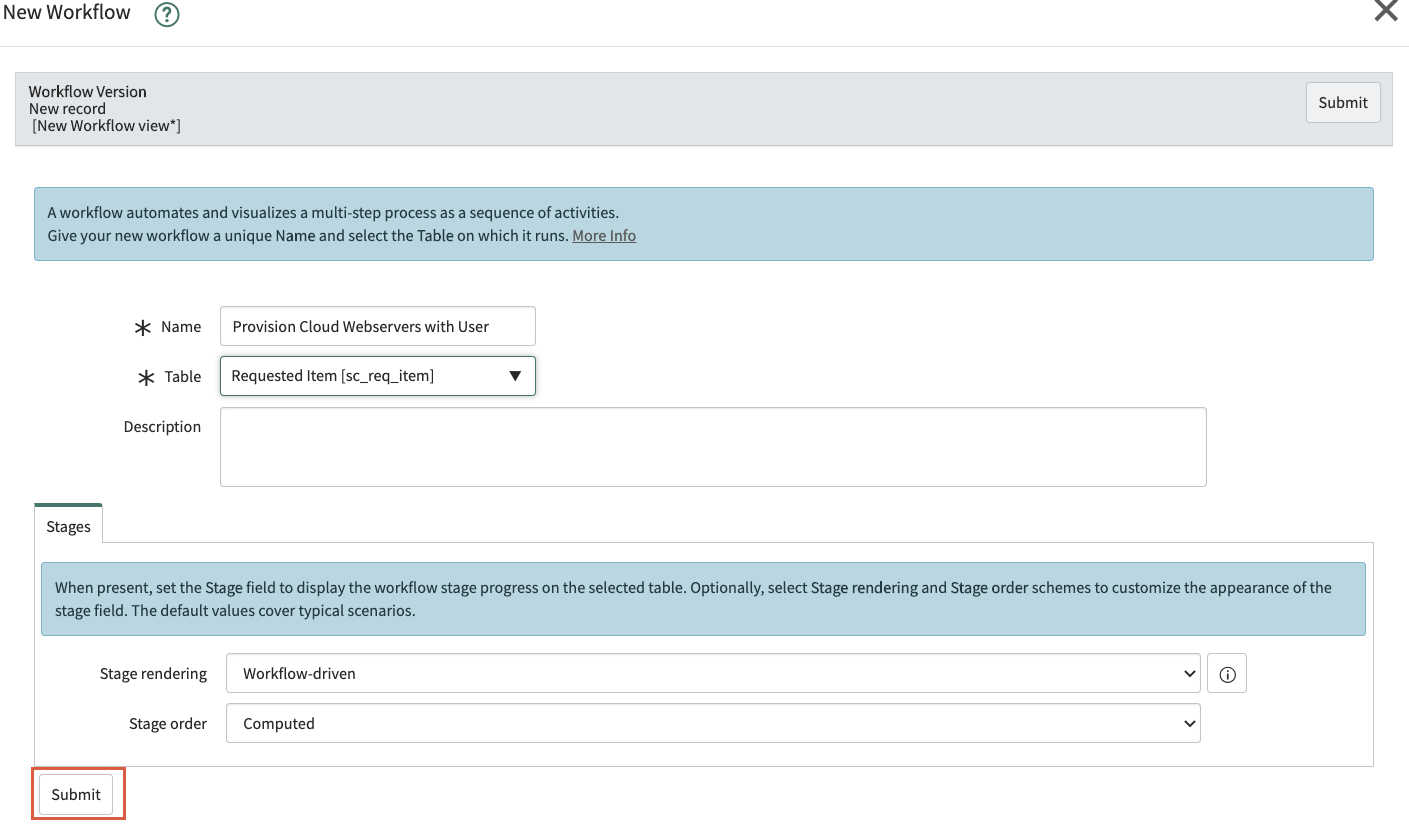 New Workflow ?
Workflow Version
New record
[New Workflow view*]
Submit
A workflow automates and visualizes a multi-step process as a sequence of activities.
Give your new workflow a unique Name and select the Table on which it runs. More Info
Name Provision Cloud Webservers with User
Table Requested Item [sc_req_item]
Description
Stages
When present, set the Stage field to display the workflow stage progress on the selected table. Optionally, select Stage rendering and Stage order schemes to customize the appearance of the
stage field. The default values cover typical scenarios.
Stage rendering Workflow-driven
Stage order Computed
Submit